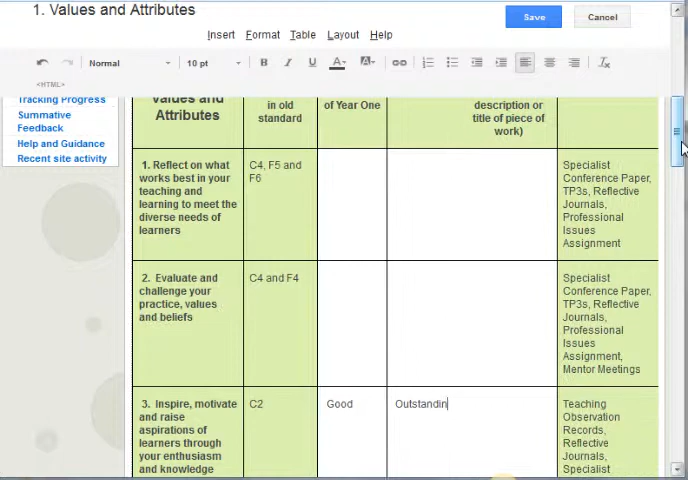 1. Values and Attributes
Save
Cancel
Insert Format Table Layout Help
Normal 10 pt B I U A A
<HTML>
Tracking Progress
Summative
Feedback
Help and Guidance
Recent site activity
Values and
Attributes
in old
standard
of Year One
description or
title of piece of
work)
1. Reflect on what
works best in your
teaching and
learning to meet the
diverse needs of
learners
C4, F5 and
F6
Specialist
Conference Paper,
TP3s, Reflective
Journals,
Professional
Issues
Assignment
2. Evaluate and
challenge your
practice, values
and beliefs
C4 and F4
Specialist
Conference Paper,
TP3s, Reflective
Journals,
Professional
Issues
Assignment,
Mentor Meetings
3. Inspire, motivate
and raise
aspirations of
learners through
your enthusiasm
and knowledge
C2
Good
Outstandin
Teaching
Observation
Records,
Reflective
Journals,
Specialist